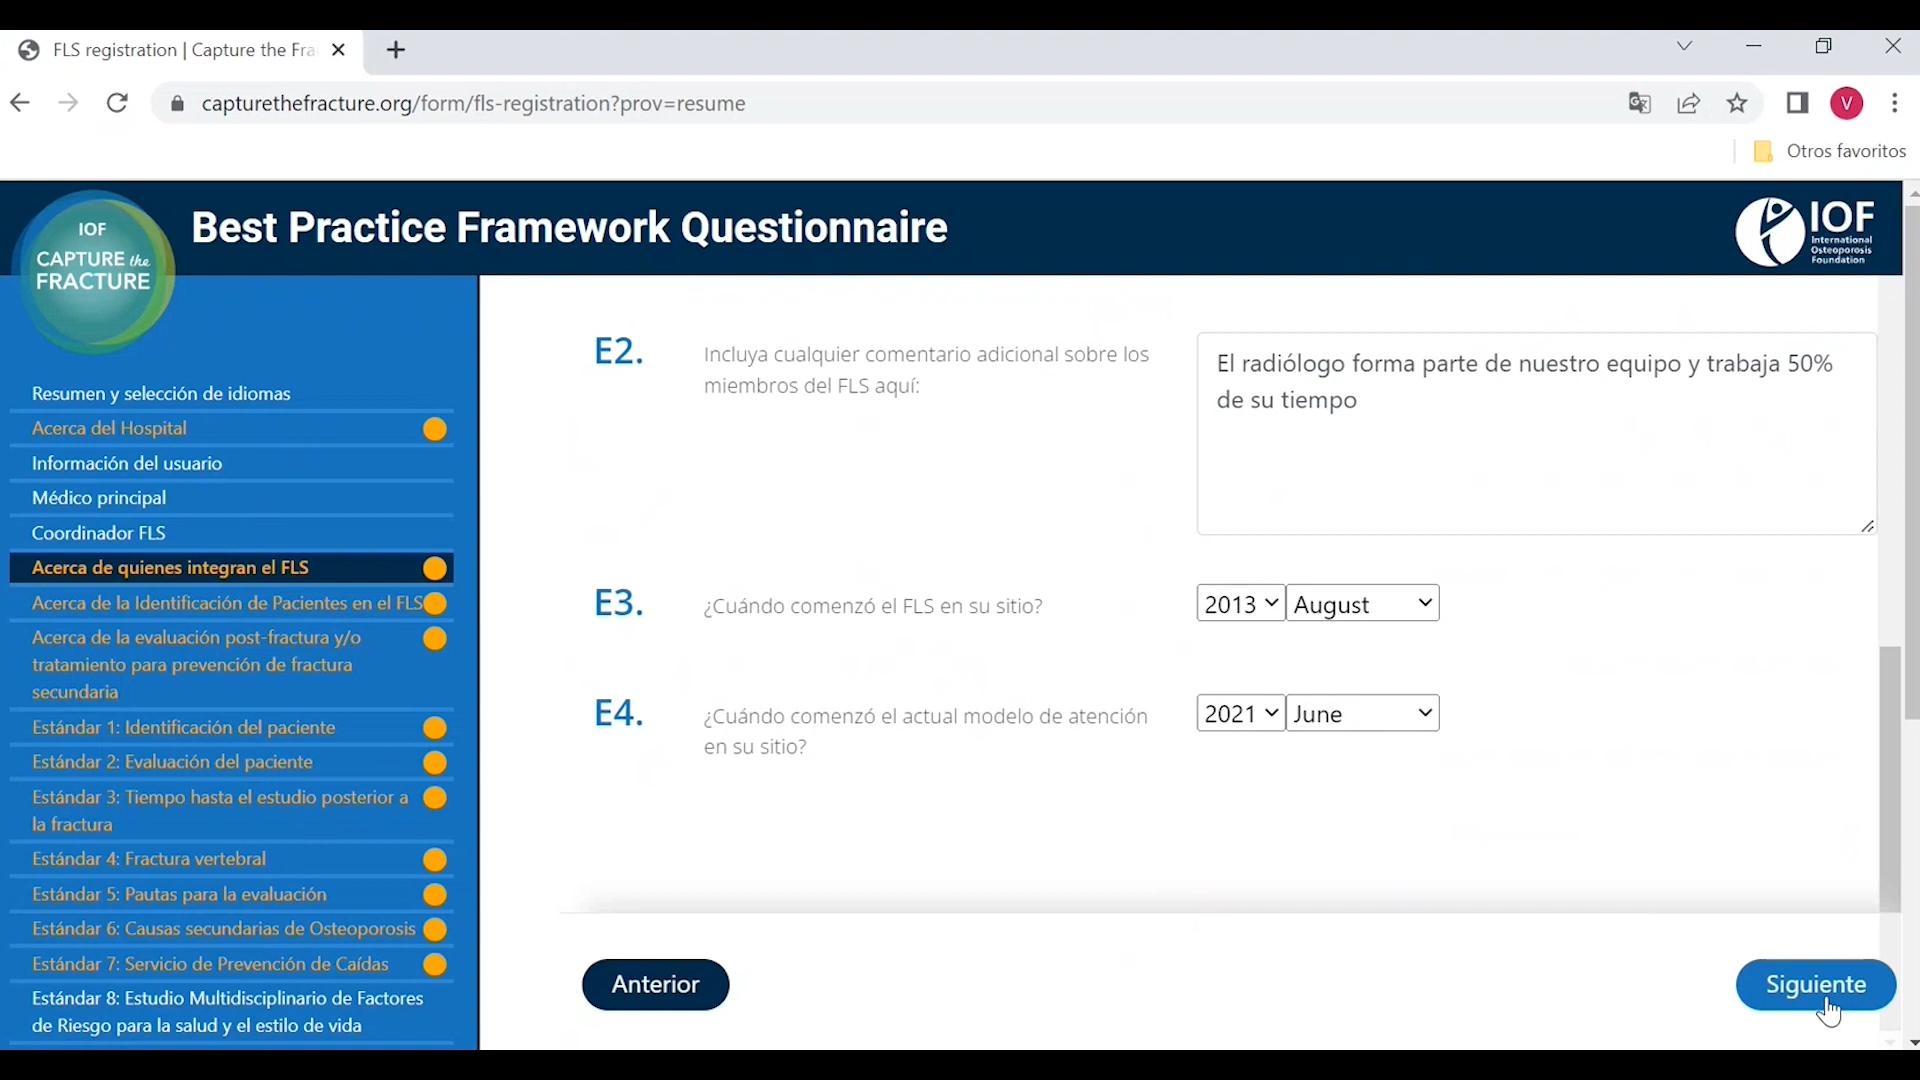 FLS registration | Capture the Fra
capturethefracture.org/form/fls-registration?prov=resume
V
Otros favoritos
IOF
CAPTURE the
FRACTURE
Best Practice Framework Questionnaire
IOF
International
Osteoporosis
Foundation
Resumen y selección de idiomas
Acerca del Hospital
Información del usuario
Médico principal
Coordinador FLS
Acerca de quienes integran el FLS
Acerca de la Identificación de Pacientes en el FLS
Acerca de la evaluación post-fractura y/o
tratamiento para prevención de fractura
secundaria
Estándar 1: Identificación del paciente
Estándar 2: Evaluación del paciente
Estándar 3: Tiempo hasta el estudio posterior a
la fractura
Estándar 4: Fractura vertebral
Estándar 5: Pautas para la evaluación
Estándar 6: Causas secundarias de Osteoporosis
Estándar 7: Servicio de Prevención de Caídas
Estándar 8: Estudio Multidisciplinario de Factores
de Riesgo para la salud y el estilo de vida
E2.
Incluya cualquier comentario adicional sobre los
miembros del FLS aquí:
El radiólogo forma parte de nuestro equipo y trabaja 50%
de su tiempo
E3.
¿Cuándo comenzó el FLS en su sitio?
2013 August
E4.
¿Cuándo comenzó el actual modelo de atención
en su sitio?
2021 June
Anterior
Siguiente